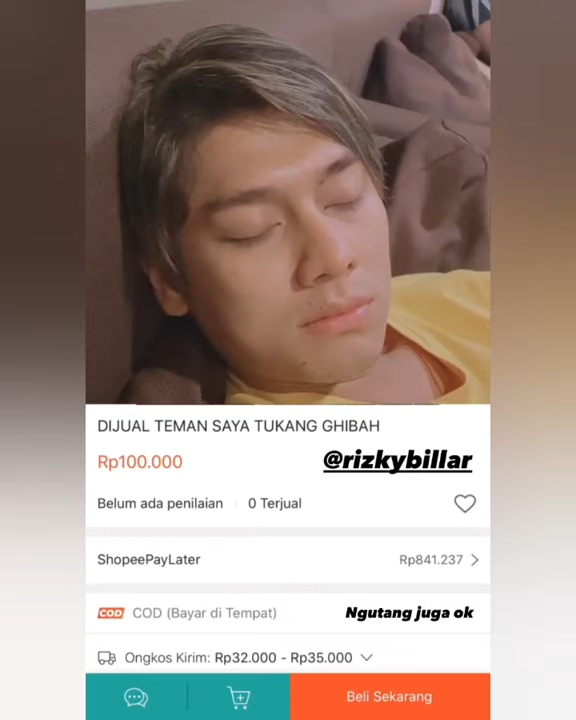 DIJUAL TEMAN SAYA TUKANG GHIBAH
Rp100.000
@rizkybillar
Belum ada penilaian
0 Terjual
ShopeePayLater
Rp841.237
COD COD (Bayar di Tempat)
Ngutang juga ok
Ongkos Kirim: Rp32.000 - Rp35.000
Beli Sekarang